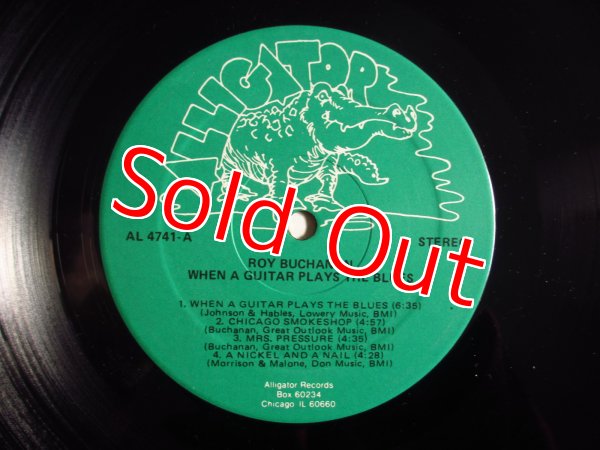 ALLIGATOR
AL 4741-A
STEREO
ROY BUCHANAN
WHEN A GUITAR PLAYS THE BLUES
1. WHEN A GUITAR PLAYS THE BLUES (6:35)
(Johnson & Hables, Lowery Music, BMI)
2. CHICAGO SMOKESHOP (4:57)
(Buchanan, Great Outlook Music, BMI)
3. MRS. PRESSURE (4:35)
(Buchanan, Great Outlook Music, BMI)
4. A NICKEL AND A NAIL (4:28)
(Morrison & Malone, Don Music, BMI)
Alligator Records
Box 60234
Chicago IL 60660
Sold Out